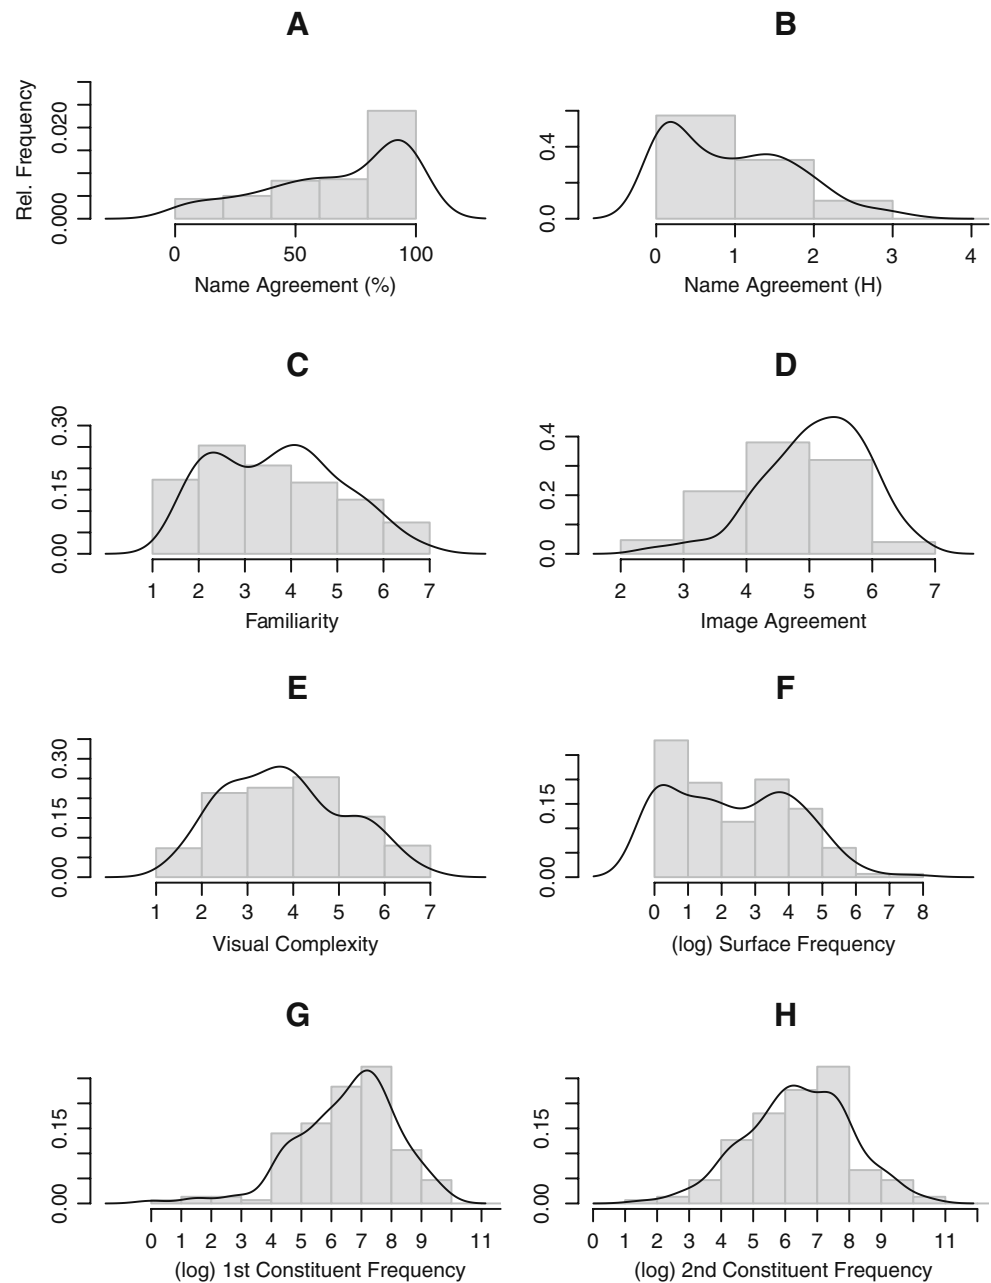 A
B
Rel. Frequency
0.000 0.020
0 50 100
Name Agreement (%)
0.0 0.4
0 1 2 3 4
Name Agreement (H)
C
D
0.00 0.15 0.30
1 2 3 4 5 6 7
Familiarity
0.0 0.2 0.4
2 3 4 5 6 7
Image Agreement
E
F
0.00 0.15 0.30
1 2 3 4 5 6 7
Visual Complexity
0.00 0.15
0 1 2 3 4 5 6 7 8
(log) Surface Frequency
G
H
0.00 0.15
0 1 2 3 4 5 6 7 8 9 11
(log) 1st Constituent Frequency
0.00 0.15
0 1 2 3 4 5 6 7 8 9 11
(log) 2nd Constituent Frequency